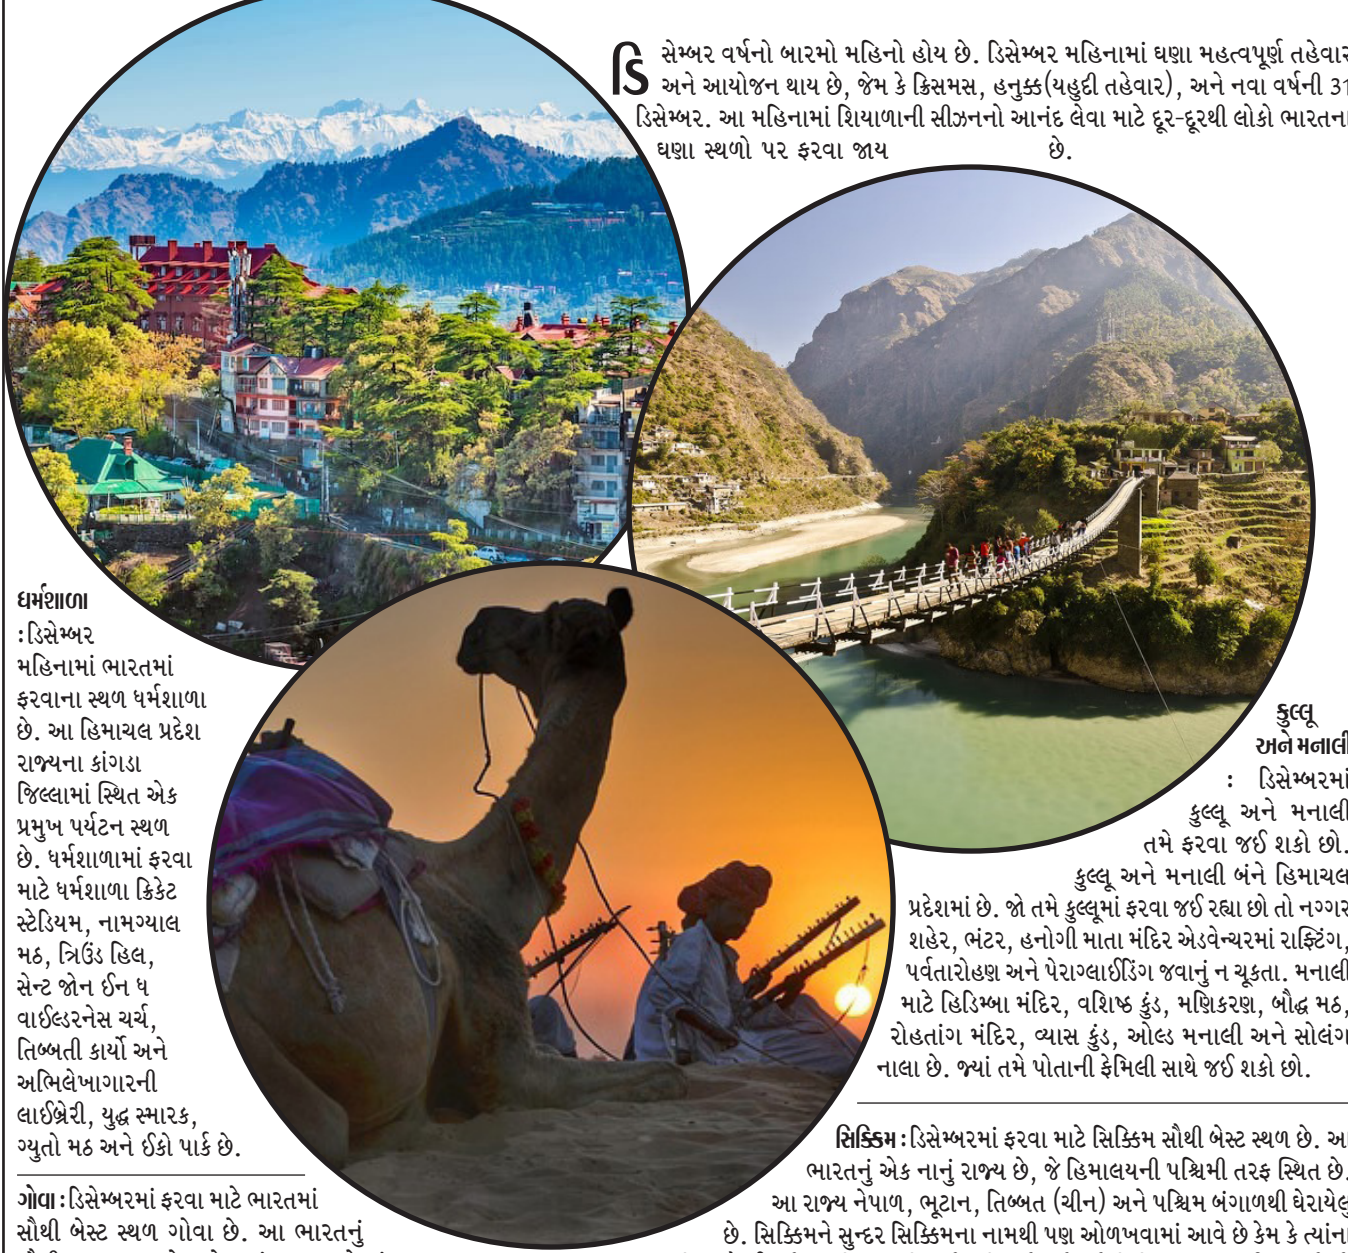 ડિસેમ્બર વર્ષનો બારમો મહિનો હોય છે. ડિસેમ્બર મહિનામાં ઘણા મહત્વપૂર્ણ તહેવાર
અને આયોજન થાય છે, જેમ કે ક્રિસમસ, હનુક્ક(યહુદી તહેવાર), અને નવા વર્ષની 31
ડિસેમ્બર. આ મહિનામાં શિયાળાની સીઝનનો આનંદ લેવા માટે દૂર-દૂરથી લોકો ભારતના
ઘણા સ્થળો પર ફરવા જાય છે.
ધર્મશાળા
:ડિસેમ્બર
મહિનામાં ભારતમાં
ફરવાના સ્થળ ધર્મશાળા
છે. આ હિમાચલ પ્રદેશ
રાજ્યના કાંગડા
જિલ્લામાં સ્થિત એક
પ્રમુખ પર્યટન સ્થળ
છે. ધર્મશાળામાં ફરવા
માટે ધર્મશાળા ક્રિકેટ
સ્ટેડિયમ, નામગ્યાલ
મઠ, ત્રિઉંડ હિલ,
સેન્ટ જોન ઈન ધ
વાઈલ્ડરનેસ ચર્ચ,
તિબ્બતી કાર્યો અને
અભિલેખાગારની
લાઈબ્રેરી, યુદ્ધ સ્મારક,
ગ્યુતો મઠ અને ઈકો પાર્ક છે.
ગોવા :ડિસેમ્બરમાં ફરવા માટે ભારતમાં
સૌથી બેસ્ટ સ્થળ ગોવા છે. આ ભારતનું
કુલ્લૂ
અને મનાલી
: ડિસેમ્બરમાં
કુલ્લૂ અને મનાલી
તમે ફરવા જઈ શકો છો.
કુલ્લૂ અને મનાલી બંને હિમાચલ
પ્રદેશમાં છે. જો તમે કુલ્લૂમાં ફરવા જઈ રહ્યા છો તો નગ્ગર
શહેર, ભંટર, હનોગી માતા મંદિર એડવેન્ચરમાં રાફ્ટિંગ,
પર્વતારોહણ અને પેરાગ્લાઈડિંગ જવાનું ન ચૂકતા. મનાલી
માટે હિડિમ્બા મંદિર, વશિષ્ઠ કુંડ, મણિકરણ, બૌદ્ધ મઠ,
રોહતાંગ મંદિર, વ્યાસ કુંડ, ઓલ્ડ મનાલી અને સોલંગ
નાલા છે. જ્યાં તમે પોતાની ફેમિલી સાથે જઈ શકો છો.
સિક્કિમ :ડિસેમ્બરમાં ફરવા માટે સિક્કિમ સૌથી બેસ્ટ સ્થળ છે. આ
ભારતનું એક નાનું રાજ્ય છે, જે હિમાલયની પશ્ચિમી તરફ સ્થિત છે.
આ રાજ્ય નેપાળ, ભૂટાન, તિબ્બત (ચીન) અને પશ્ચિમ બંગાળથી ઘેરાયેલુ
છે. સિક્કિમને સુન્દર સિક્કિમના નામથી પણ ઓળખવામાં આવે છે કેમ કે ત્યાંના